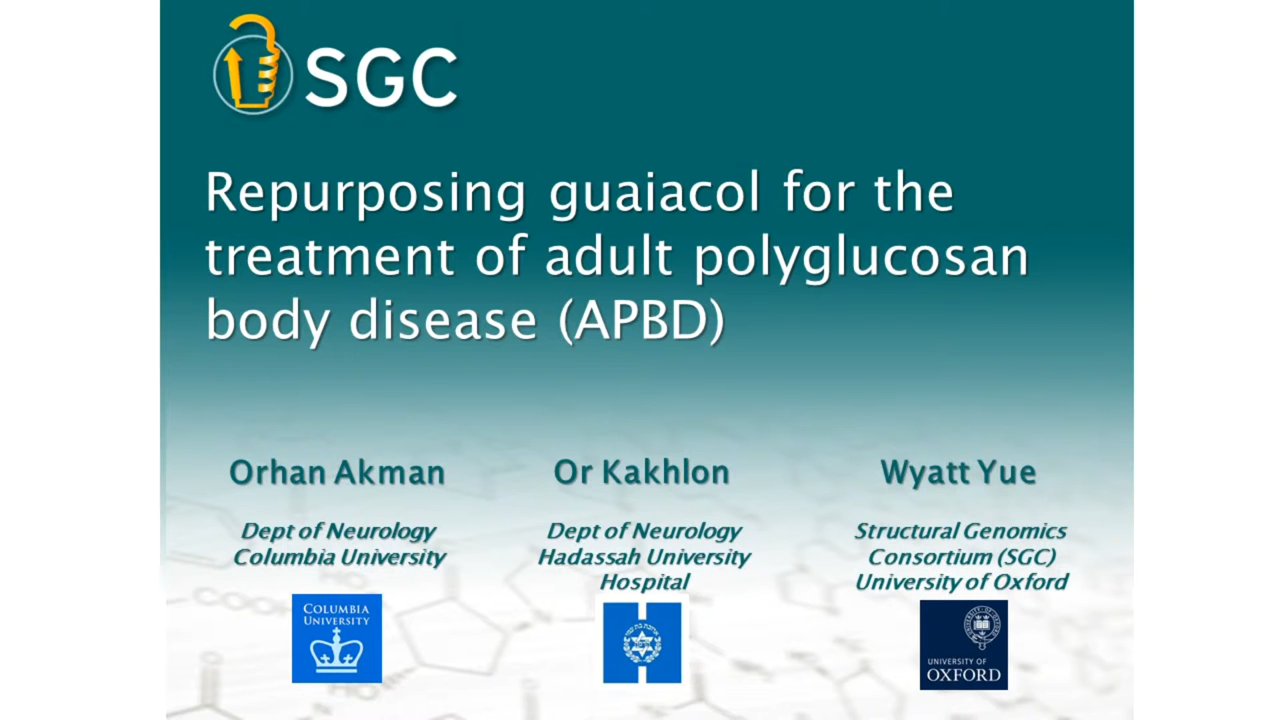 SGC
Repurposing guaiacol for the
treatment of adult polyglucosan
body disease (APBD)
Orhan Akman
Dept of Neurology
Columbia University
COLUMBIA
UNIVERSITY
Or Kakhlon
Dept of Neurology
Hadassah University
Hospital
Wyatt Yue
Structural Genomics
Consortium (SGC)
University of Oxford
UNIVERSITY OF
OXFORD